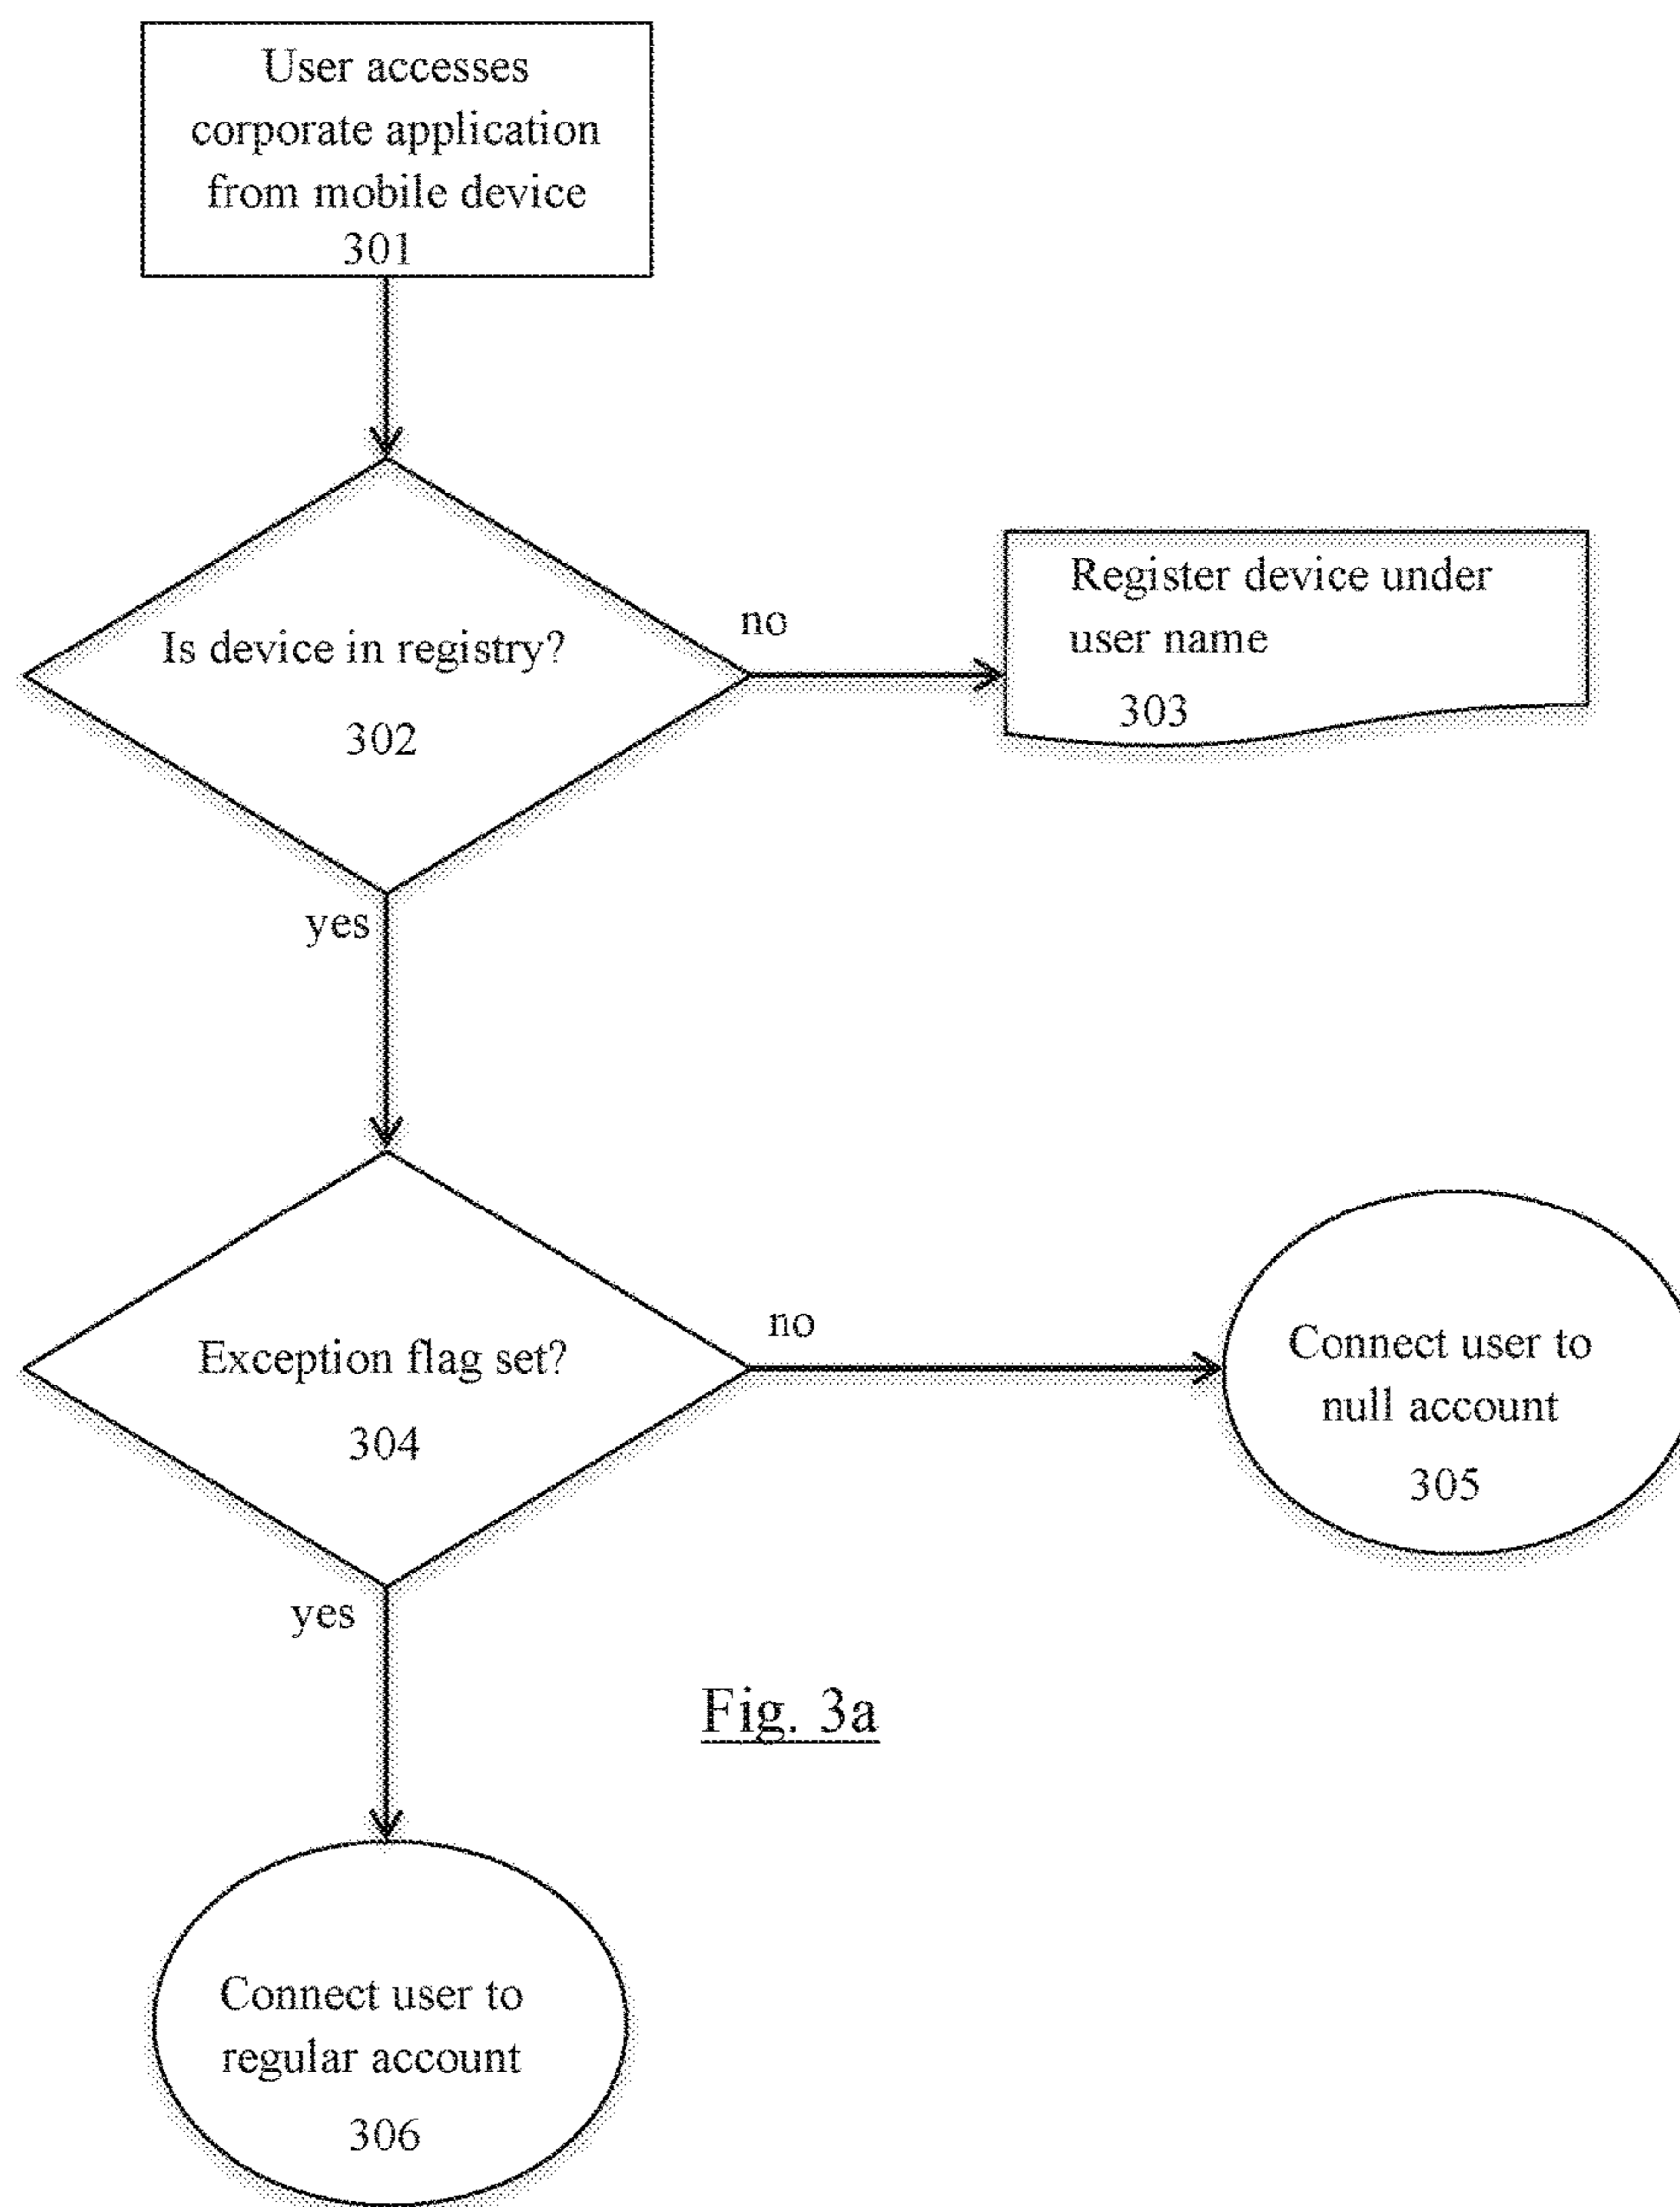 User accesses
corporate application
from mobile device
301
Is device in registry?
302
no
Register device under
user name
303
yes
Exception flag set?
304
no
Connect user to
null account
305
yes
Fig. 3a
Connect user to
regular account
306